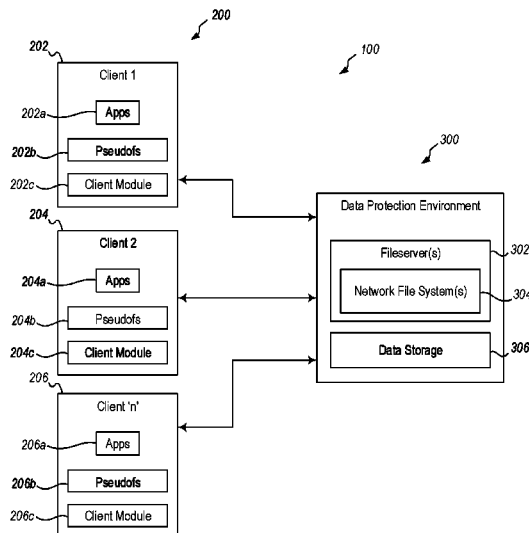 200
202
Client 1
100
202a
Apps
202b
Pseudofs
300
202c
Client Module
204
Data Protection Environment
Client 2
Fileserver(s)
302
204a
Apps
Network File System(s)
304
204b
Pseudofs
204c
Client Module
Data Storage
306
206
Client 'n'
206a
Apps
206b
Pseudofs
206c
Client Module